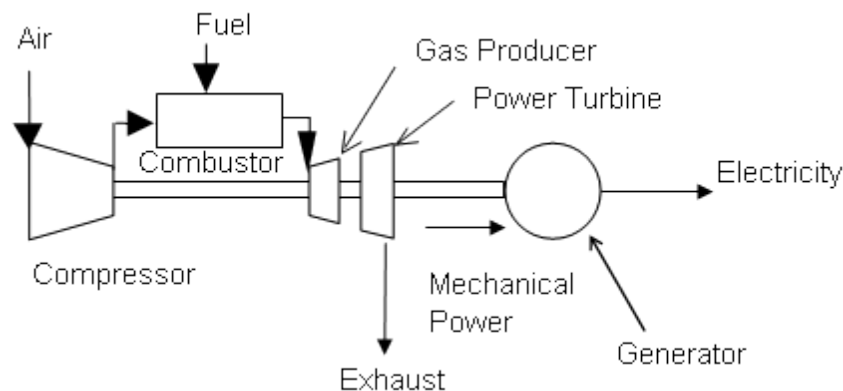 Fuel
Air
Gas Producer
Power Turbine
Combustor
Electricity
Compressor
Mechanical
Power
Generator
Exhaust